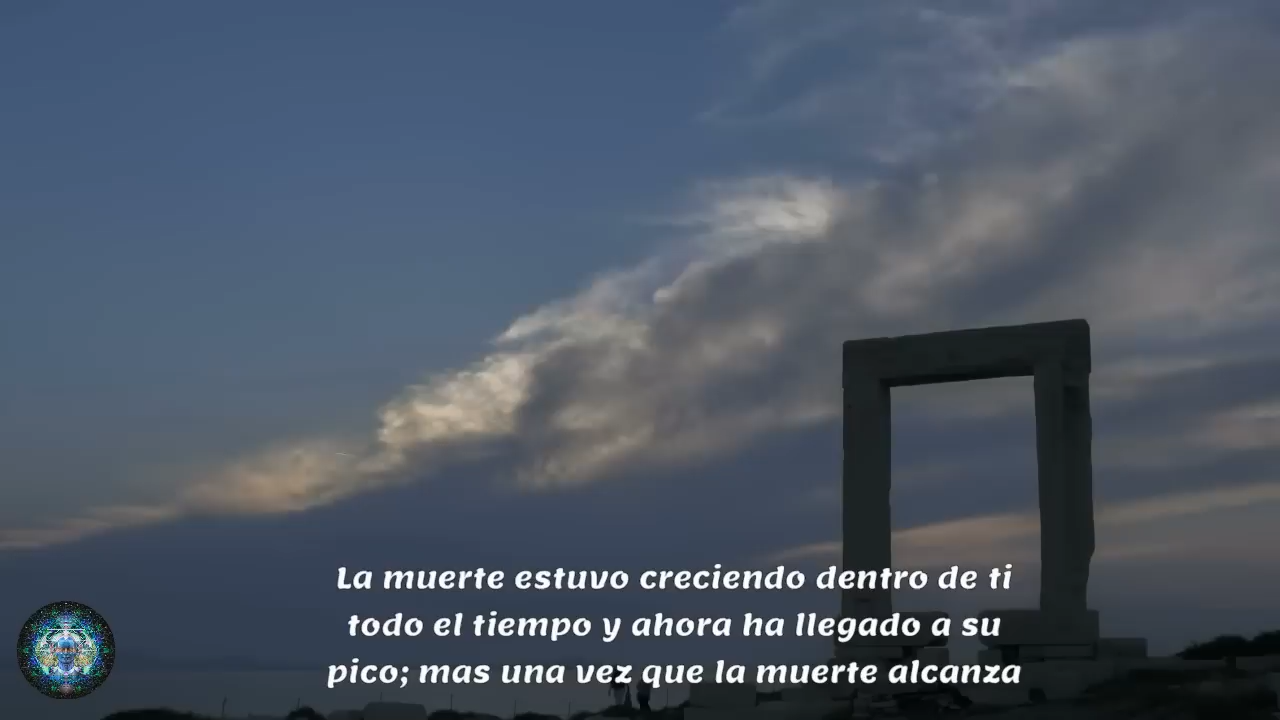 La muerte estuvo creciendo dentro de ti
todo el tiempo y ahora ha llegado a su
pico; mas una vez que la muerte alcanza